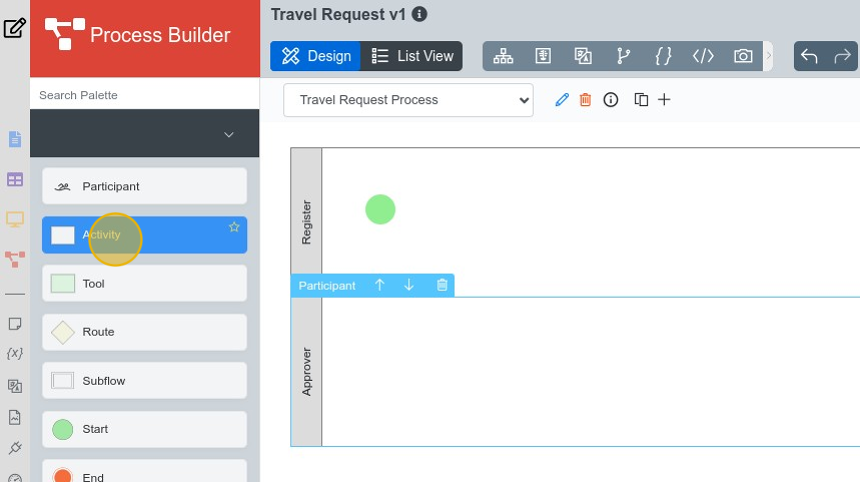 Travel Request v1
Process Builder
Design
List View
Search Palette
Travel Request Process
Participant
Activity
Tool
Route
Subflow
Start
End
Register
Participant
Approver
{x}